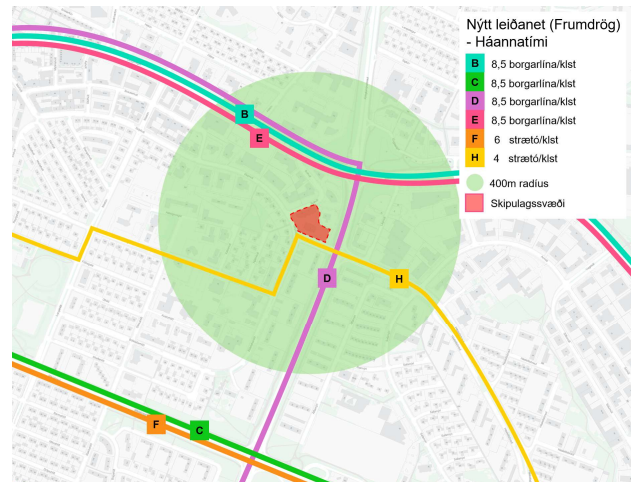 Nýtt leiðanet (Frumdrög)
- Háannatími
B 8,5 borgarlína/klst
C 8,5 borgarlína/klst
D 8,5 borgarlína/klst
E 8,5 borgarlína/klst
F 6 strætó/klst
H 4 strætó/klst
400m radíus
Skipulagssvæði
B
E
D
H
F
C